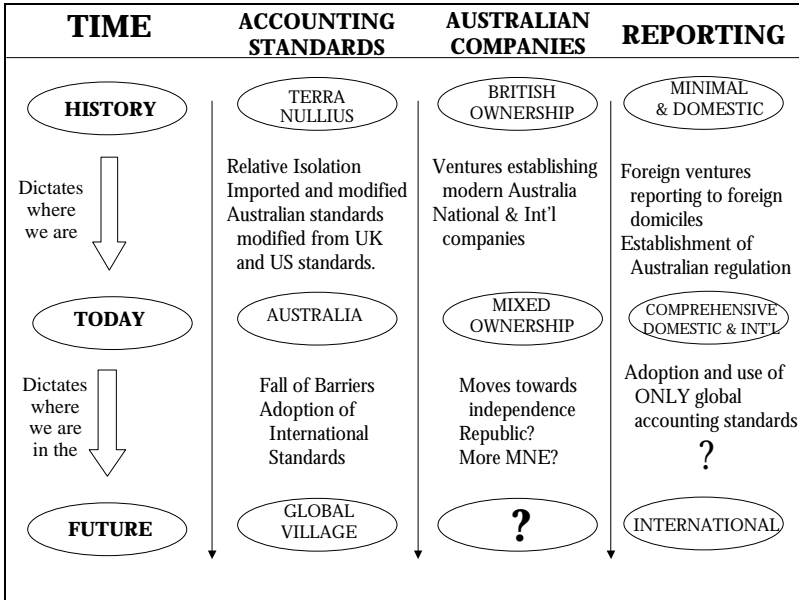 TIME
ACCOUNTING
STANDARDS
AUSTRALIAN
COMPANIES
REPORTING
HISTORY
TERRA
NULLIUS
BRITISH
OWNERSHIP
MINIMAL
& DOMESTIC
Dictates
where
we are
Relative Isolation
Imported and modified
Australian standards
modified from UK
and US standards.
Ventures establishing
modern Australia
National & Int'l
companies
Foreign ventures
reporting to foreign
domiciles
Establishment of
Australian regulation
TODAY
AUSTRALIA
MIXED
OWNERSHIP
COMPREHENSIVE
DOMESTIC & INT'L
Dictates
where
we are
in the
Fall of Barriers
Adoption of
International
Standards
Moves towards
independence
Republic?
More MNE?
Adoption and use of
ONLY global
accounting standards
?
FUTURE
GLOBAL
VILLAGE
?
INTERNATIONAL